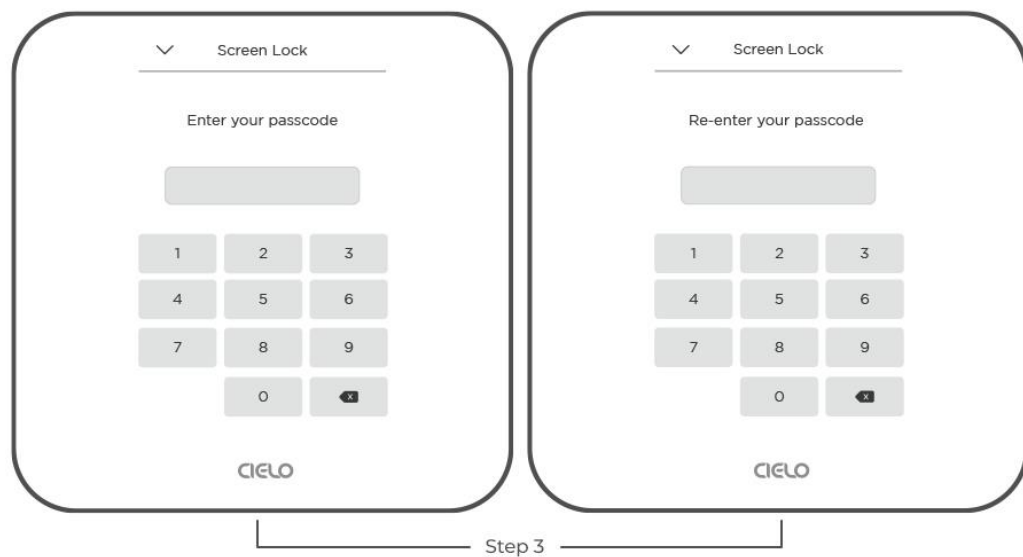 Screen Lock
Enter your passcode
1 2 3
4 5 6
7 8 9
0 x
CIELO
Screen Lock
Re-enter your passcode
1 2 3
4 5 6
7 8 9
0 x
CIELO
Step 3